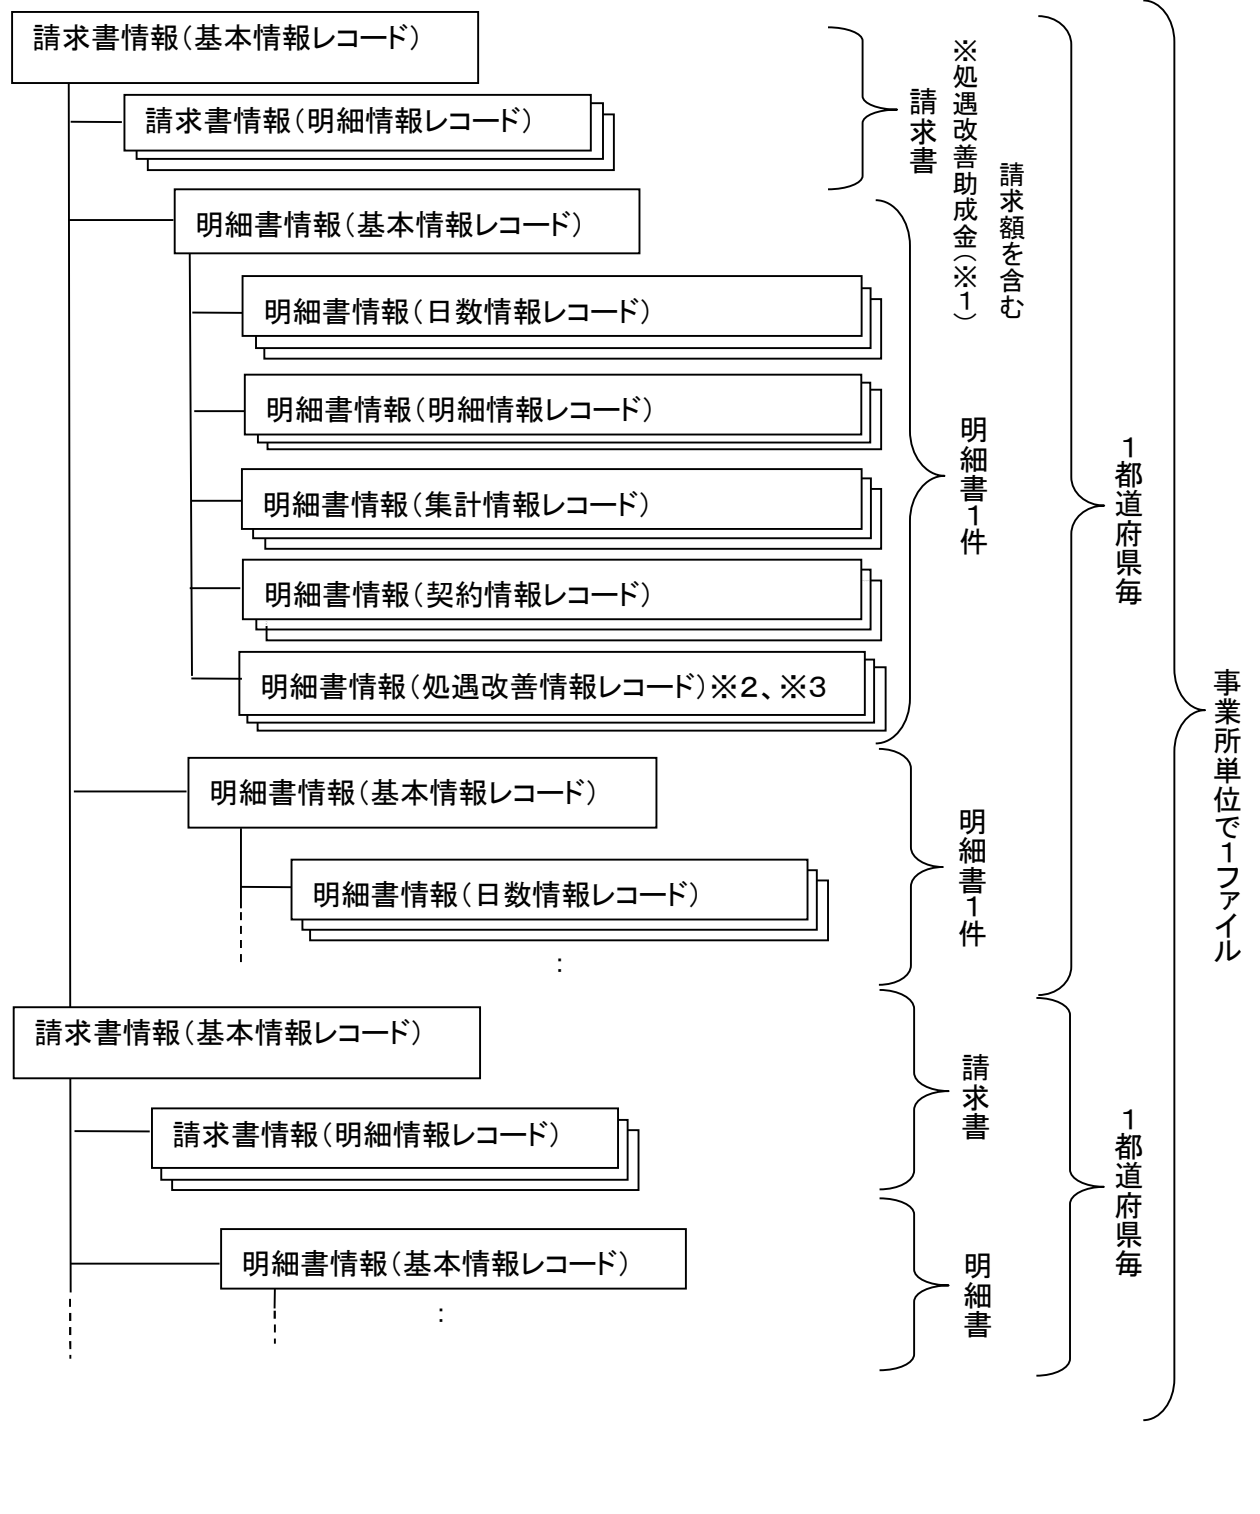 請求書情報（基本情報レコード）
請求書情報（明細情報レコード）
請求書
※処遇改善助成金（※１）
請求額を含む
明細書情報（基本情報レコード）
明細書情報（日数情報レコード）
明細書情報（明細情報レコード）
明細書情報（集計情報レコード）
明細書情報（契約情報レコード）
明細書情報（処遇改善情報レコード）※２、※３
明細書１件
明細書情報（基本情報レコード）
明細書情報（日数情報レコード）
：
明細書１件
１都道府県毎
請求書情報（基本情報レコード）
請求書情報（明細情報レコード）
請求書
明細書情報（基本情報レコード）
：
明細書
１都道府県毎
事業所単位で１ファイル